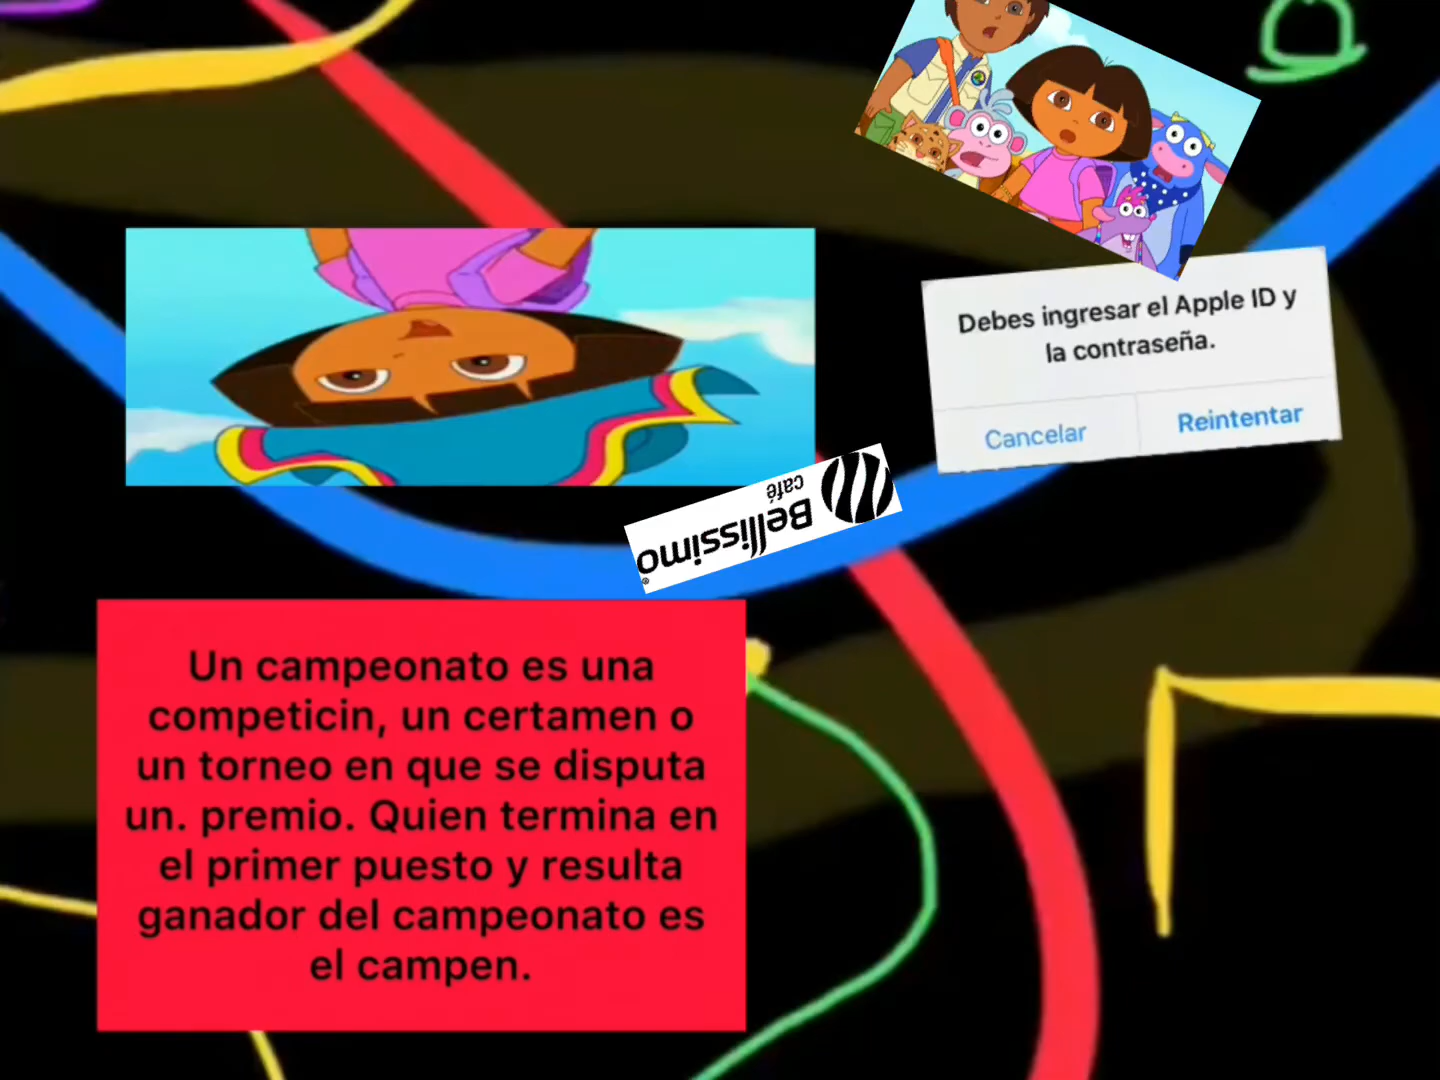 Debes ingresar el Apple ID y
la contraseña.
Cancelar
Reintentar
Bellissimo®
café
Un campeonato es una
competicin, un certamen o
un torneo en que se disputa
un. premio. Quien termina en
el primer puesto y resulta
ganador del campeonato es
el campen.